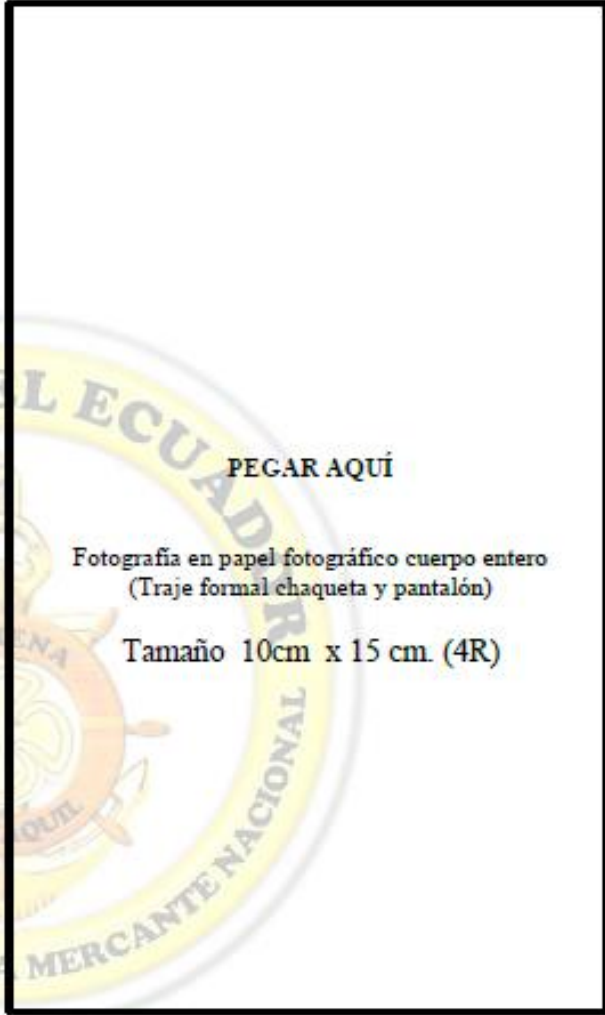 EL ECUADOR
PEGAR AQUÍ
Fotografía en papel fotográfico cuerpo entero
(Traje formal chaqueta y pantalón)
Tamaño 10cm x 15 cm. (4R)
MERCANTE NACIONAL